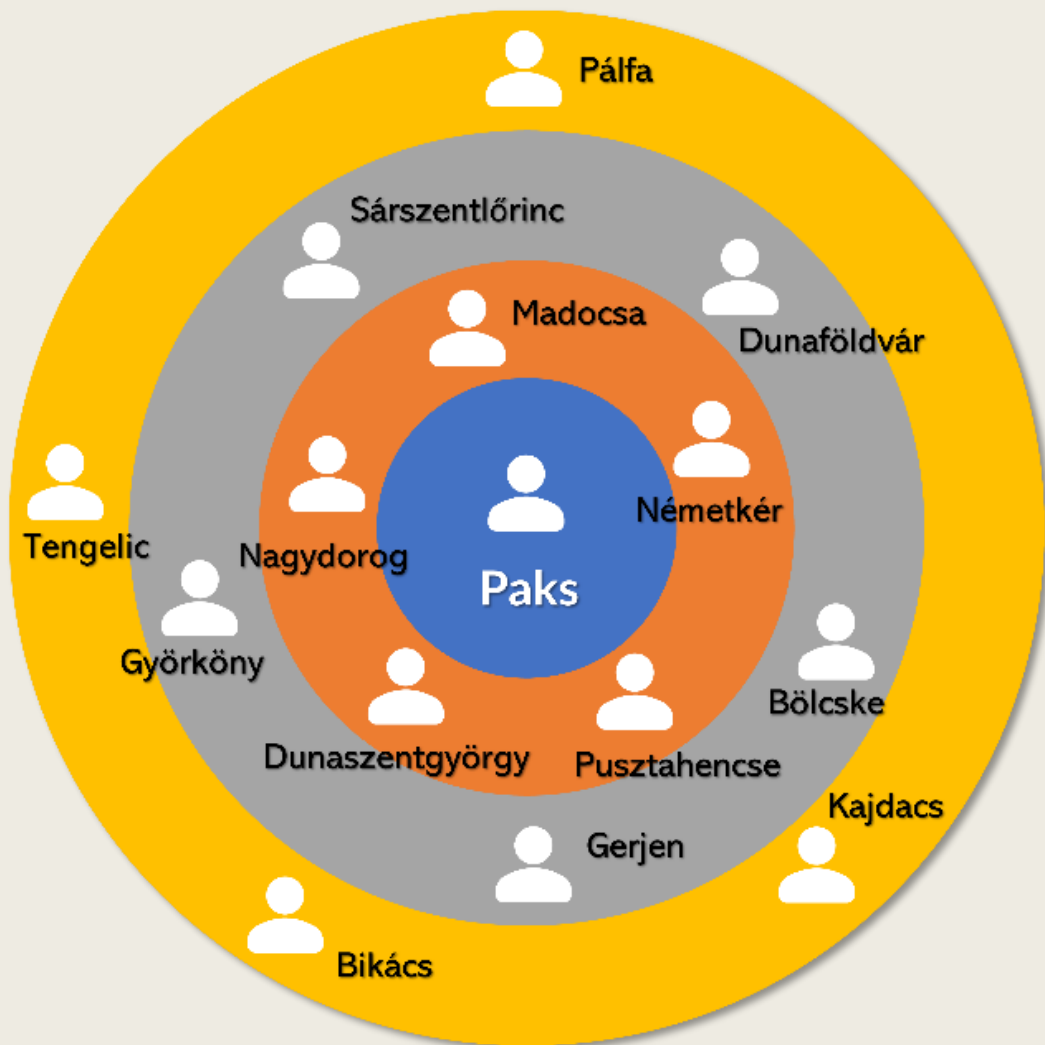 Pálfa
Sárszentlőrinc
Madocsa
Dunaföldvár
Németkér
Tengelic
Nagydorog
Paks
Györköny
Bölcske
Dunaszentgyörgy
Pusztahencse
Kajdacs
Gerjen
Bikács